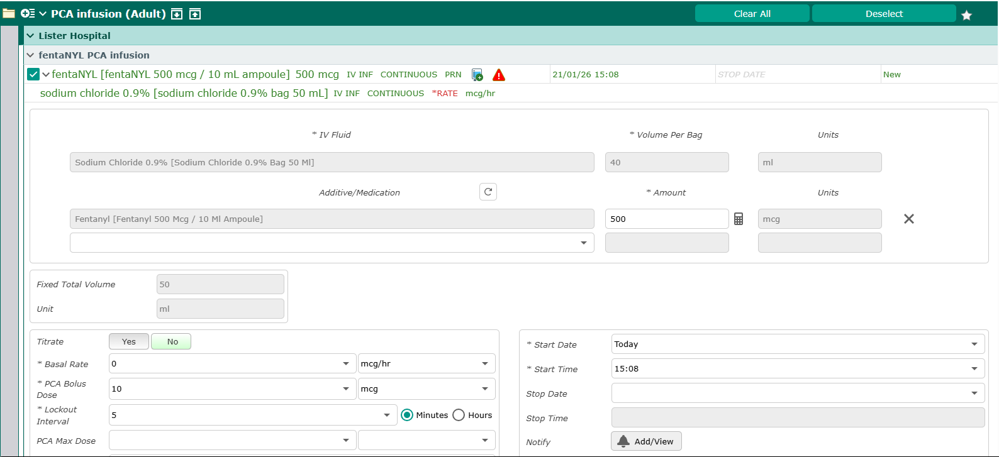 PCA infusion (Adult) Clear All Deselect
Lister Hospital
fentaNYL PCA infusion
fentaNYL [fentaNYL 500 mcg / 10 mL ampoule] 500 mcg IV INF CONTINUOUS PRN 21/01/26 15:08 STOP DATE New
sodium chloride 0.9% [sodium chloride 0.9% bag 50 mL] IV INF CONTINUOUS *RATE mcg/hr
* IV Fluid * Volume Per Bag Units
Sodium Chloride 0.9% [Sodium Chloride 0.9% Bag 50 Ml] 40 ml
Additive/Medication * Amount Units
Fentanyl [Fentanyl 500 Mcg / 10 Ml Ampoule] 500 mcg
Fixed Total Volume 50
Unit ml
Titrate Yes No
* Basal Rate 0 mcg/hr
* PCA Bolus
Dose 10 mcg
* Lockout
Interval 5 Minutes Hours
PCA Max Dose
* Start Date Today
* Start Time 15:08
Stop Date
Stop Time
Notify Add/View